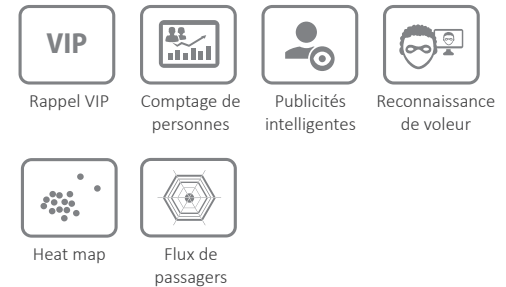 VIP
Rappel VIP
Comptage de
personnes
Publicités
intelligentes
Reconnaissance
de voleur
Heat map
Flux de
passagers